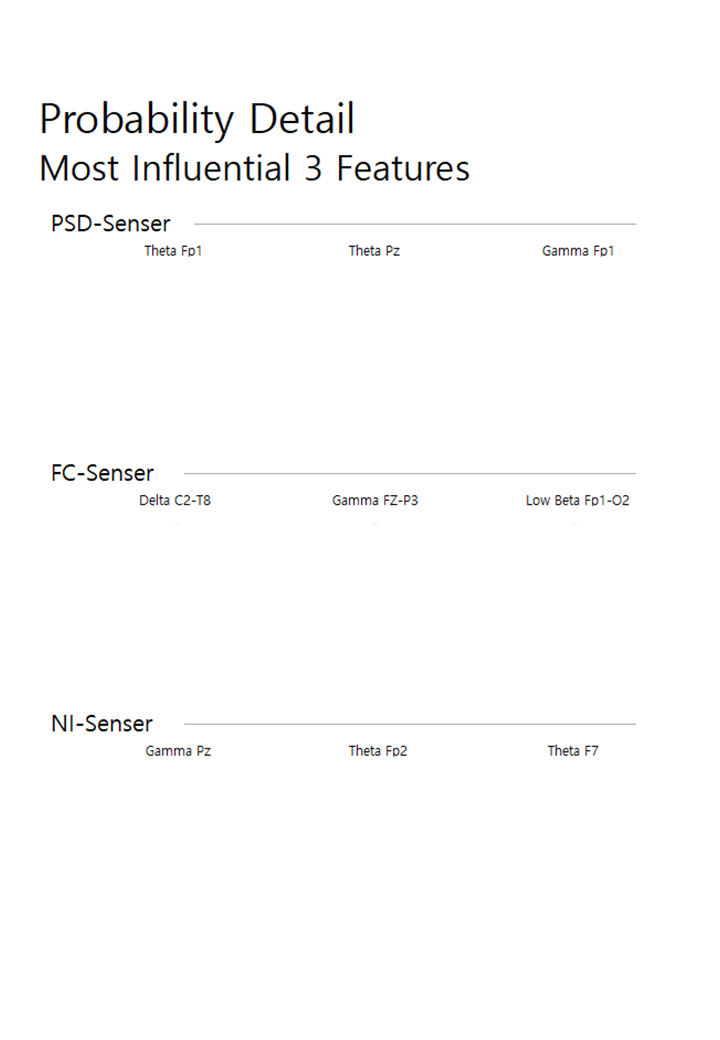 Probability Detail
Most Influential 3 Features
PSD-Senser
Theta Fp1 Theta Pz Gamma Fp1
FC-Senser
Delta C2-T8 Gamma FZ-P3 Low Beta Fp1-O2
NI-Senser
Gamma Pz Theta Fp2 Theta F7